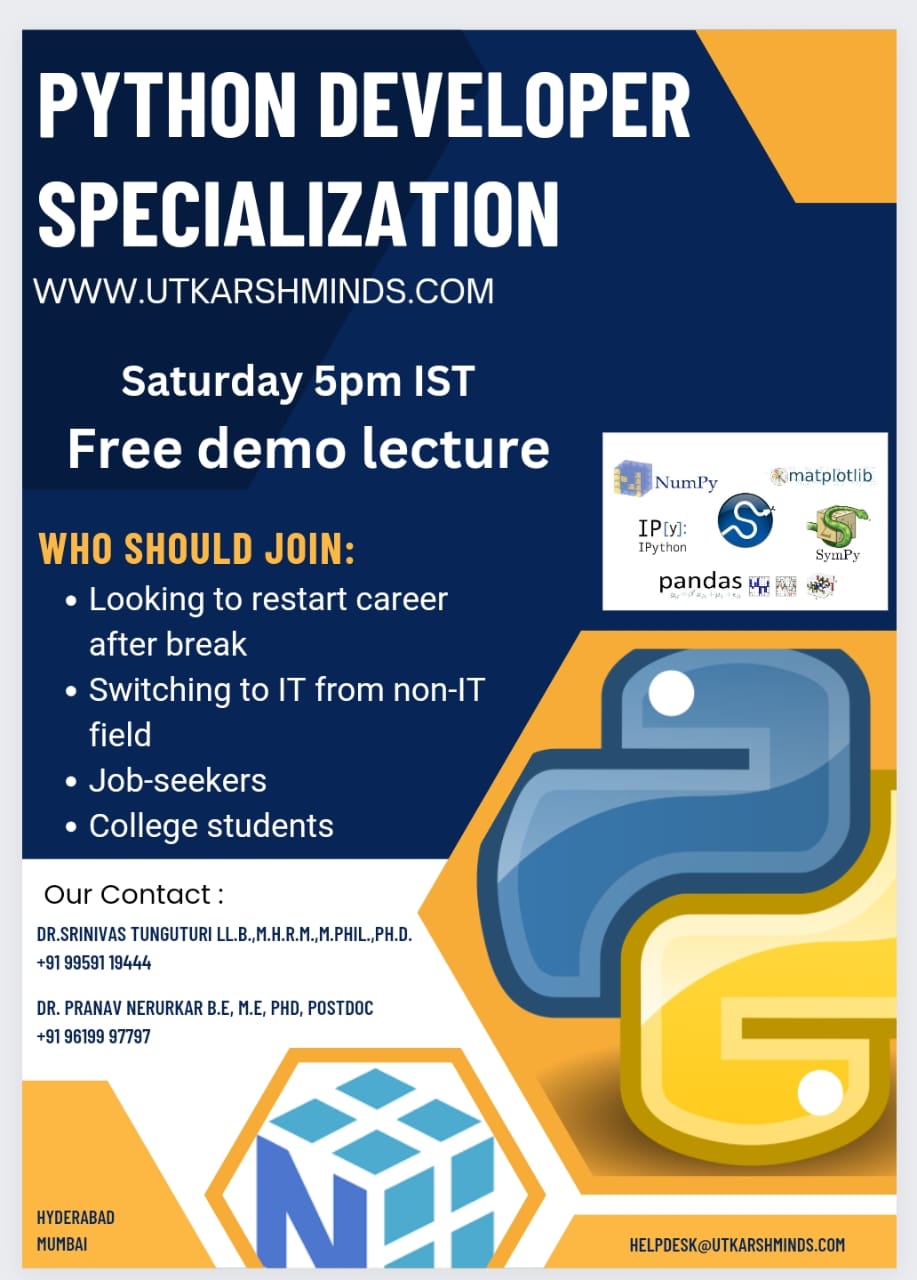 PYTHON DEVELOPER
SPECIALIZATION
WWW.UTKARSHMINDS.COM
Saturday 5pm IST
Free demo lecture
NumPy
matplotlib
IP[y]:
IPython
SymPy
pandas
WHO SHOULD JOIN:
• Looking to restart career
after break
• Switching to IT from non-IT
field
• Job-seekers
• College students
Our Contact :
DR.SRINIVAS TUNGUTURI LL.B.,M.H.R.M.,M.PHIL.,PH.D.
+91 99591 19444
DR. PRANAV NERURKAR B.E, M.E, PHD, POSTDOC
+91 96199 97797
N
HYDERABAD
MUMBAI
HELPDESK@UTKARSHMINDS.COM